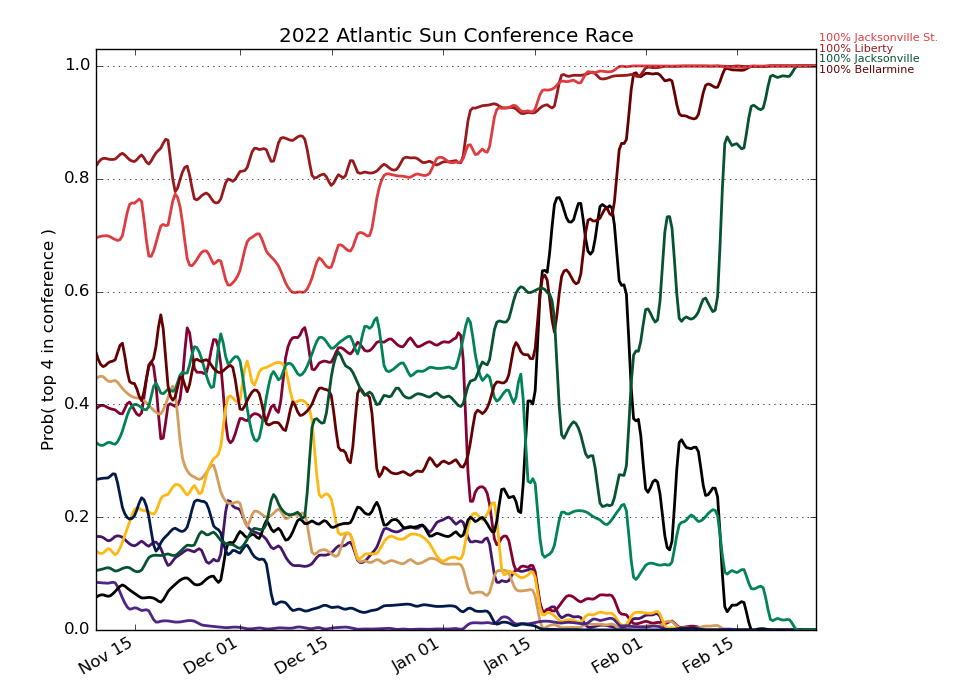 2022 Atlantic Sun Conference Race
100% Jacksonville St.
100% Liberty
100% Jacksonville
100% Bellarmine
1.0
0.8
0.6
0.4
0.2
0.0
Prob( top 4 in conference )
Nov 15
Dec 01
Dec 15
Jan 01
Jan 15
Feb 01
Feb 15